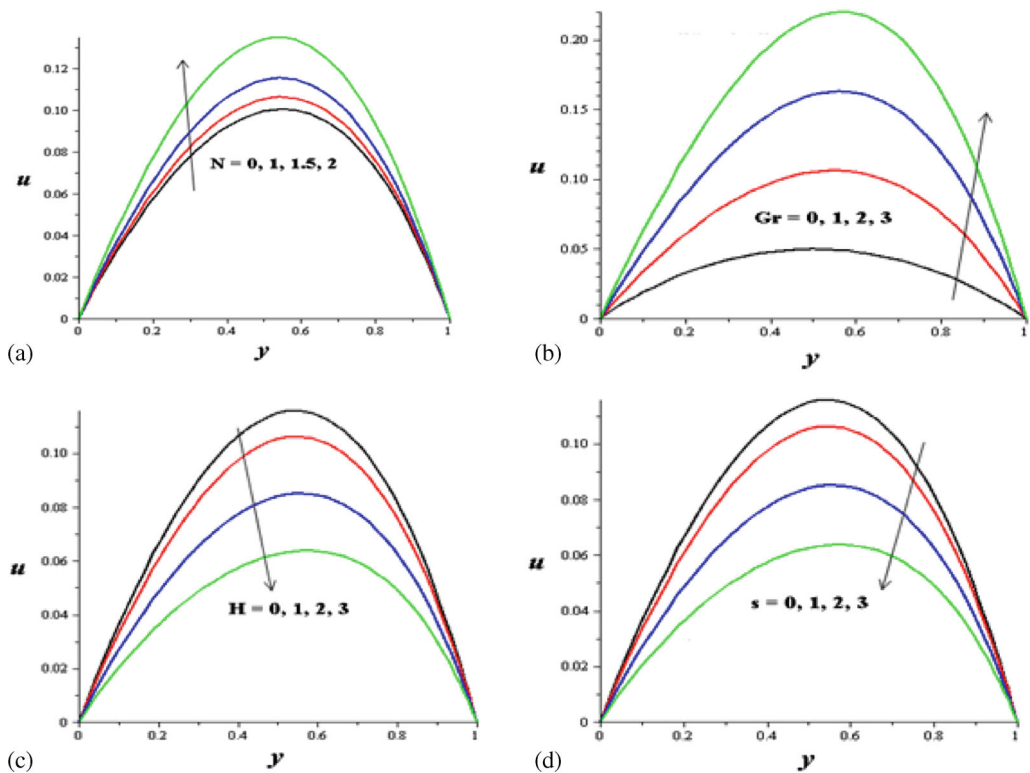 0.12
0.10
0.08
u
0.06
0.04
0.02
0
0 0.2 0.4 0.6 0.8 1
N = 0, 1, 1.5, 2
(a) y
0.20
0.15
u
0.10
0.05
0
0 0.2 0.4 0.6 0.8 1
Gr = 0, 1, 2, 3
(b) y
0.10
0.08
0.06
u
0.04
0.02
0
0 0.2 0.4 0.6 0.8 1
H = 0, 1, 2, 3
(c) y
0.10
0.08
0.06
u
0.04
0.02
0
0 0.2 0.4 0.6 0.8 1
s = 0, 1, 2, 3
(d) y